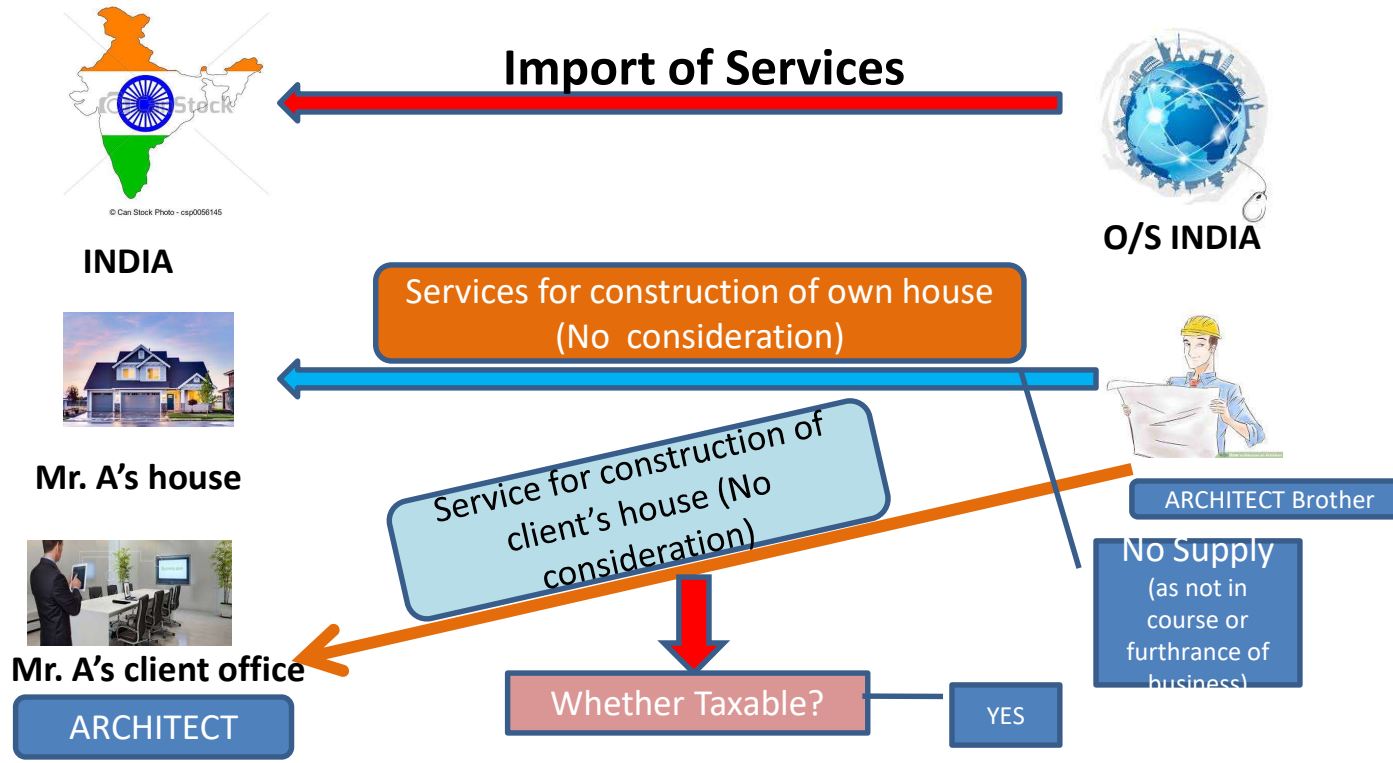 Import of Services
© Can Stock Photo - csp0056145
INDIA
O/S INDIA
Services for construction of own house
(No consideration)
Mr. A's house
Service for construction of
client's house (No
consideration)
ARCHITECT Brother
No Supply
(as not in
course or
furthrance of
business)
Mr. A's client office
ARCHITECT
Whether Taxable?
YES